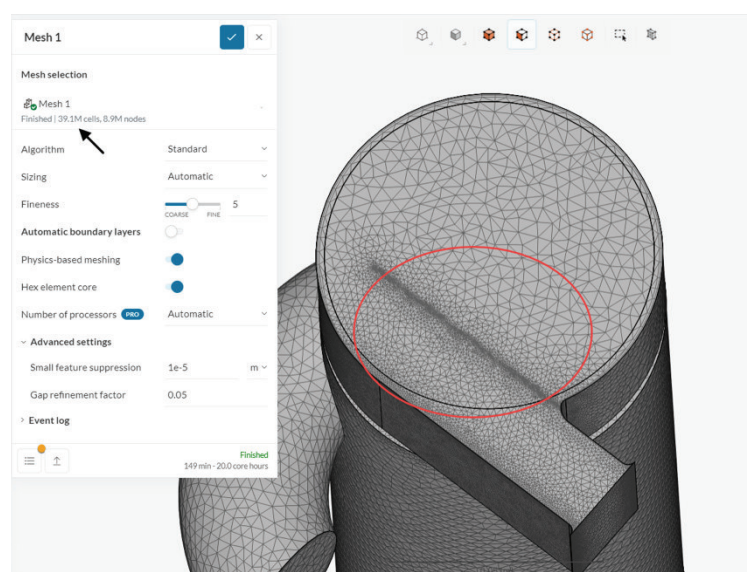 Mesh 1
Mesh selection
Mesh 1
Finished | 39.1M cells, 8.9M nodes
Algorithm Standard
Sizing Automatic
Fineness 5
COARSE FINE
Automatic boundary layers
Physics-based meshing
Hex element core
Number of processors PRO Automatic
Advanced settings
Small feature suppression 1e-5 m
Gap refinement factor 0.05
Event log
Finished
149 min - 20.0 core hours